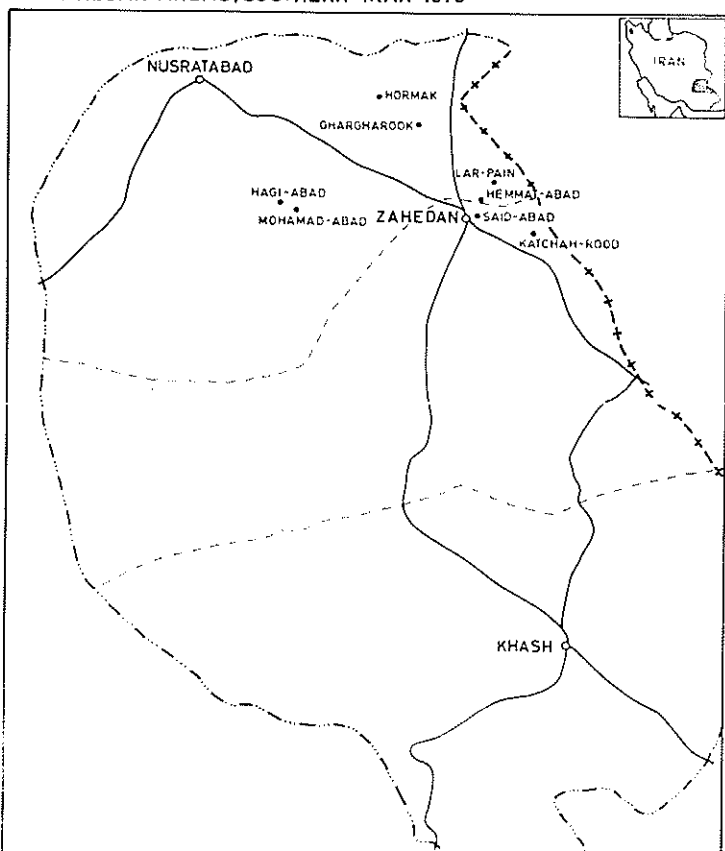 IRAN
NUSRATABAD
HORMAK
GHARGHAROOK
LAR-PAIN
HAGI-ABAD
HEMMAT-ABAD
MOHAMAD-ABAD
ZAHEDAN
SAID-ABAD
KATCHAH-ROOD
KHASH